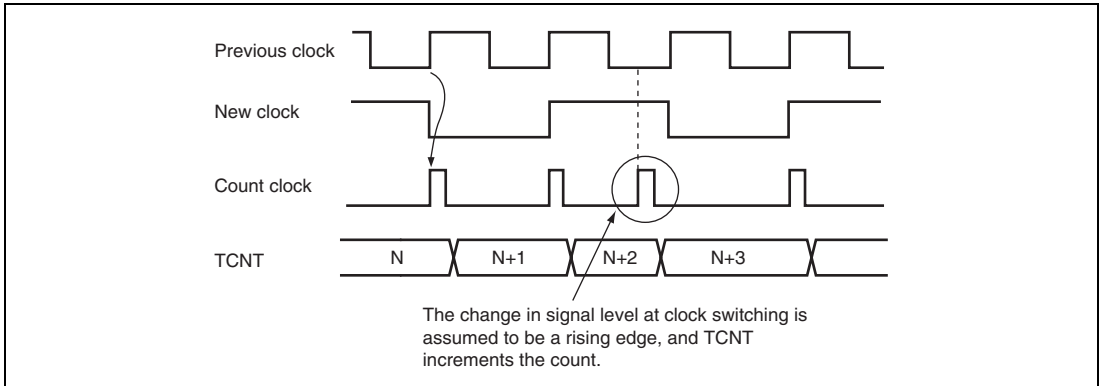 Previous clock
New clock
Count clock
TCNT N N+1 N+2 N+3
The change in signal level at clock switching is
assumed to be a rising edge, and TCNT
increments the count.